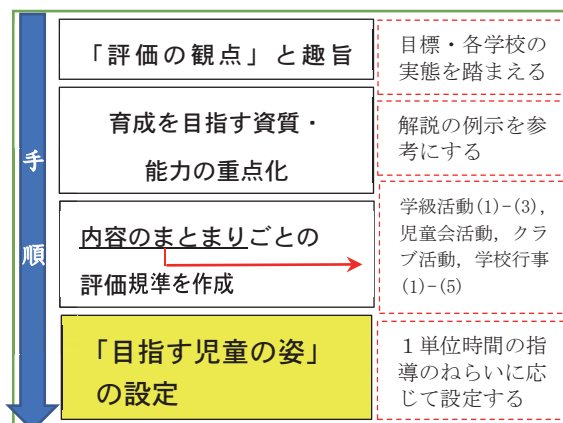 手順
「評価の観点」と趣旨
目標・各学校の
実態を踏まえる
育成を目指す資質・
能力の重点化
解説の例示を参
考にする
内容のまとまりごとの
評価規準を作成
学級活動(1)-(3),
児童会活動, クラ
ブ活動, 学校行事
(1)-(5)
「目指す児童の姿」
の設定
１単位時間の指
導のねらいに応
じて設定する